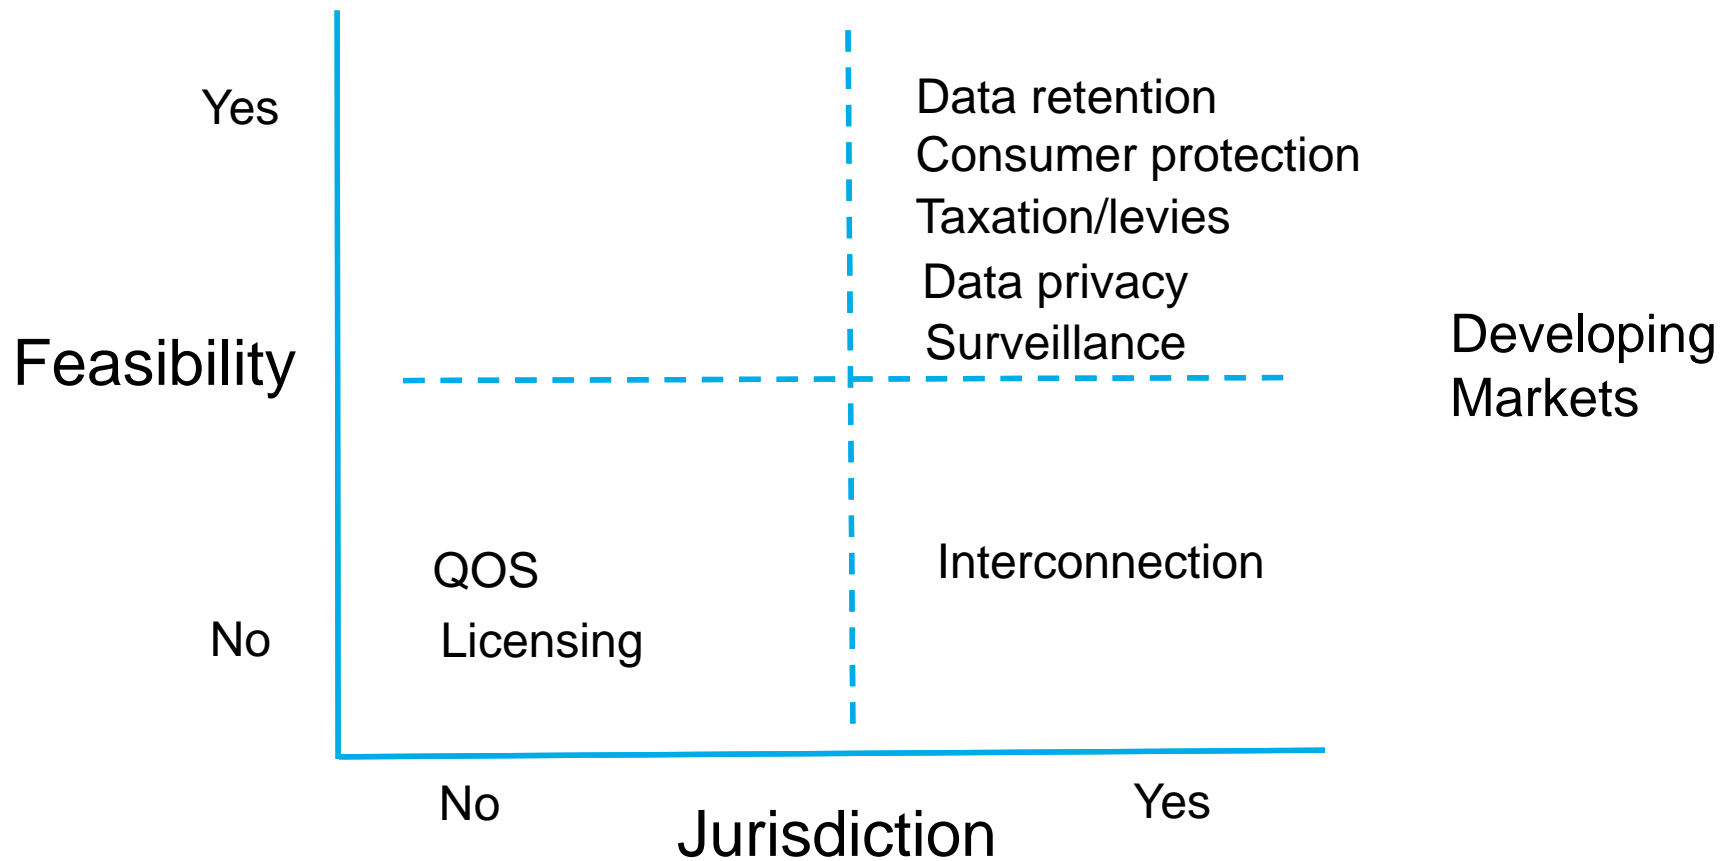 Yes
Data retention
Consumer protection
Taxation/levies
Data privacy
Surveillance
Feasibility
Developing
Markets
QOS
Interconnection
No
Licensing
No
Yes
Jurisdiction